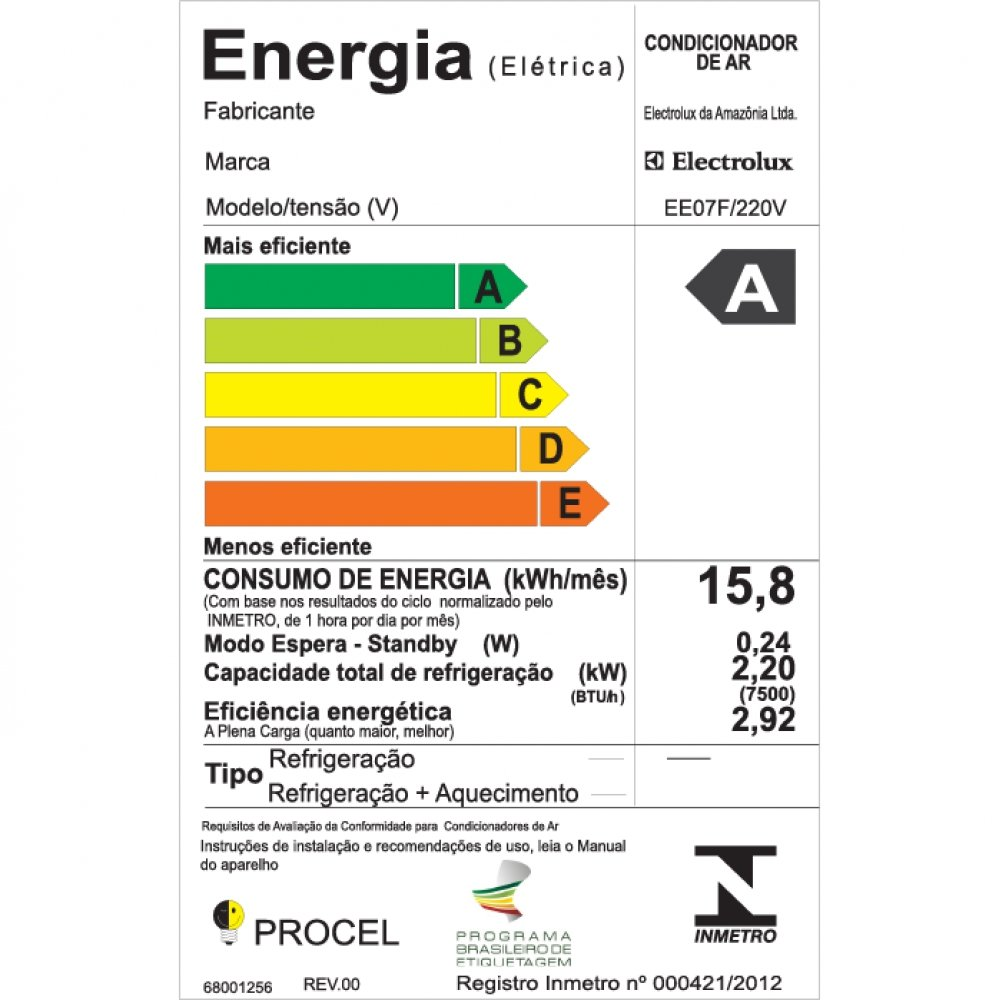 Energia (Elétrica) CONDICIONADOR DE AR
Fabricante Electrolux da Amazônia Ltda.
Marca Electrolux
Modelo/tensão (V) EE07F/220V
Mais eficiente
A A
B
C
D
E
Menos eficiente
CONSUMO DE ENERGIA (kWh/mês) 15,8
(Com base nos resultados do ciclo normalizado pelo
INMETRO, de 1 hora por dia por mês)
Modo Espera - Standby (W) 0,24
Capacidade total de refrigeração (kW) 2,20
(BTU/h) (7500)
Eficiência energética 2,92
A Plena Carga (quanto maior, melhor)
Tipo
Refrigeração
Refrigeração + Aquecimento
Requisitos de Avaliação da Conformidade para Condicionadores de Ar
Instruções de instalação e recomendações de uso, leia o Manual
do aparelho
PROCEL
PROGRAMA
BRASILEIRO DE
ETIQUETAGEM
INMETRO
68001256 REV.00 Registro Inmetro nº 000421/2012